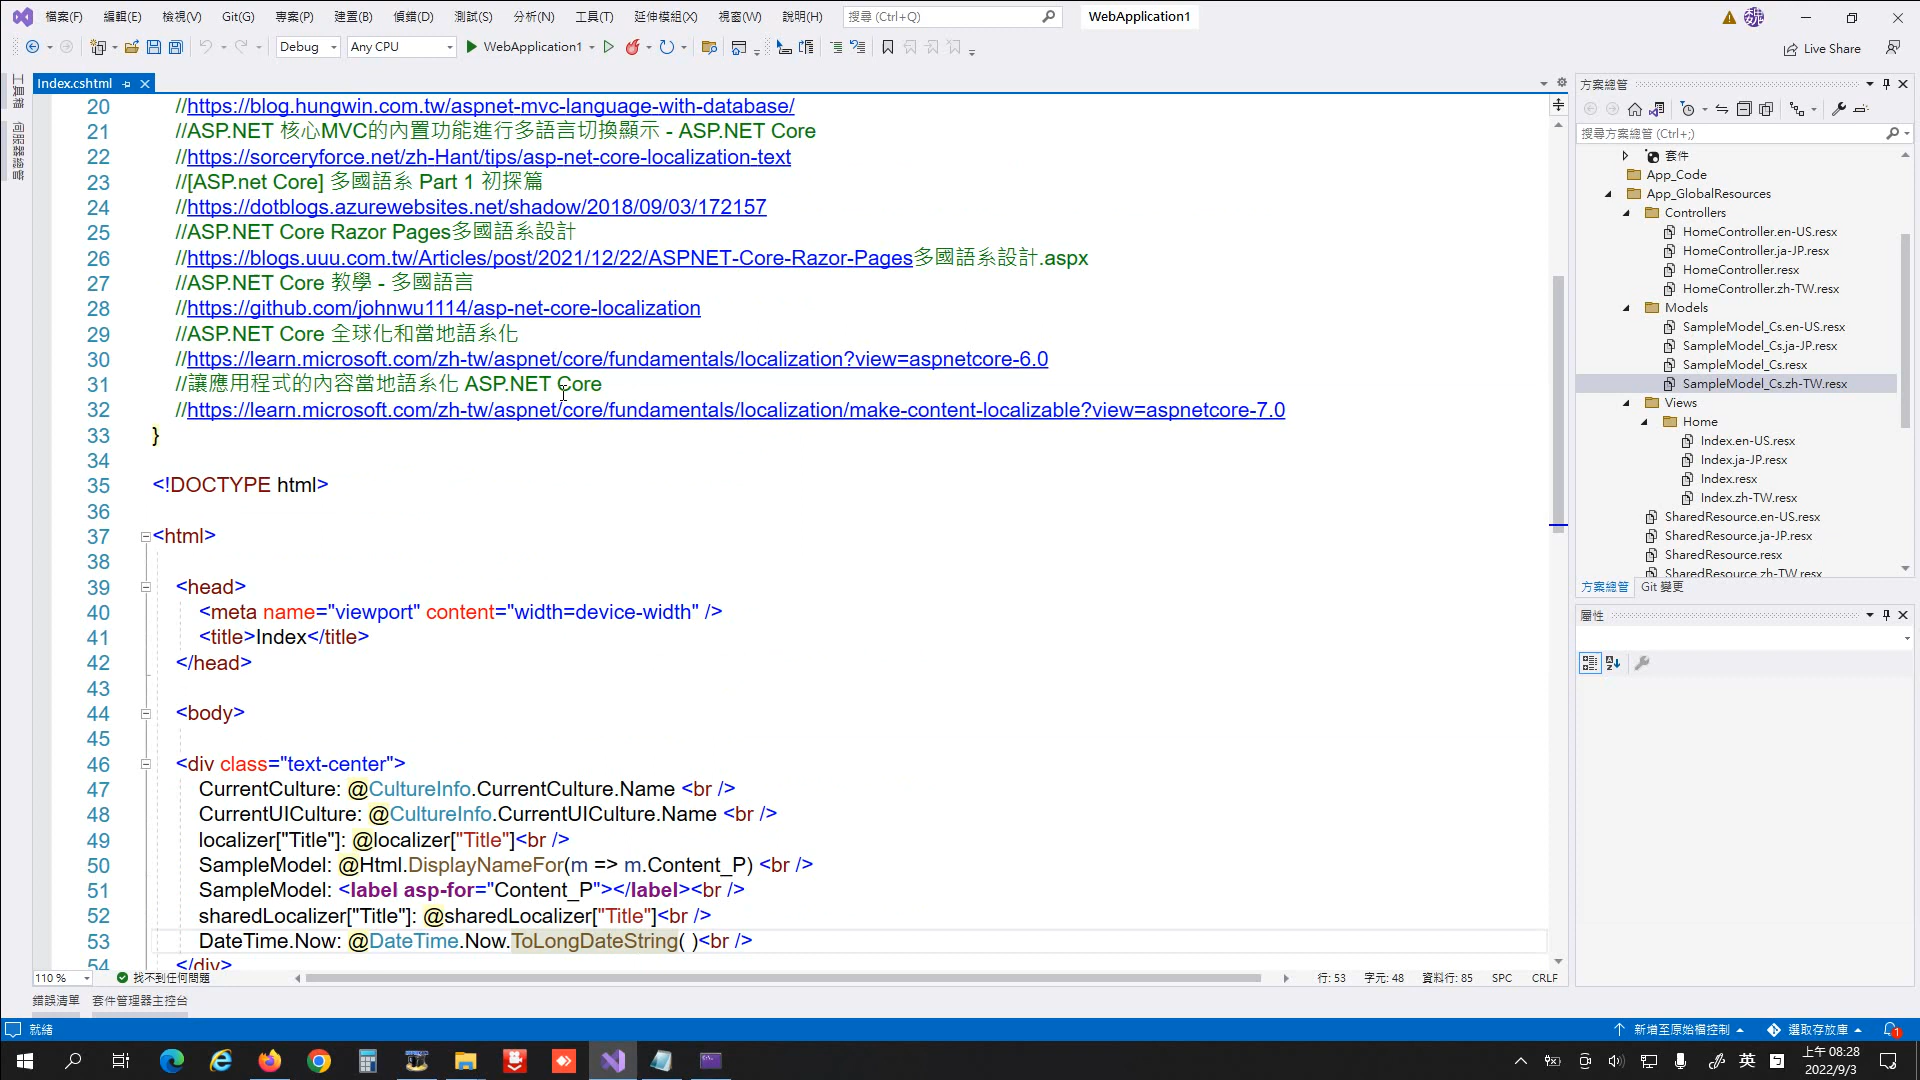 檔案(F) 編輯(E) 檢視(V) Git(G) 專案(P) 建置(B) 偵錯(D) 測試(S) 分析(N) 工具(T) 延伸模組(X) 視窗(W) 說明(H) 搜尋 (Ctrl+Q) WebApplication1
Debug Any CPU WebApplication1 Live Share
工具箱
伺服器總管
Index.cshtml
20 //https://blog.hungwin.com.tw/aspnet-mvc-language-with-database/
21 //ASP.NET 核心MVC的內置功能進行多語言切換顯示 - ASP.NET Core
22 //https://sorceryforce.net/zh-Hant/tips/asp-net-core-localization-text
23 //[ASP.net Core] 多國語系 Part 1 初探篇
24 //https://dotblogs.azurewebsites.net/shadow/2018/09/03/172157
25 //ASP.NET Core Razor Pages多國語系設計
26 //https://blogs.uuu.com.tw/Articles/post/2021/12/22/ASPNET-Core-Razor-Pages多國語系設計.aspx
27 //ASP.NET Core 教學 - 多國語言
28 //https://github.com/johnwu1114/asp-net-core-localization
29 //ASP.NET Core 全球化和當地語系化
30 //https://learn.microsoft.com/zh-tw/aspnet/core/fundamentals/localization?view=aspnetcore-6.0
31 //讓應用程式的內容當地語系化 ASP.NET Core
32 //https://learn.microsoft.com/zh-tw/aspnet/core/fundamentals/localization/make-content-localizable?view=aspnetcore-7.0
33 }
34
35 <!DOCTYPE html>
36
37 <html>
38
39 <head>
40 <meta name="viewport" content="width=device-width" />
41 <title>Index</title>
42 </head>
43
44 <body>
45
46 <div class="text-center">
47 CurrentCulture: @CultureInfo.CurrentCulture.Name <br />
48 CurrentUICulture: @CultureInfo.CurrentUICulture.Name <br />
49 localizer["Title"]: @localizer["Title"]<br />
50 SampleModel: @Html.DisplayNameFor(m => m.Content_P) <br />
51 SampleModel: <label asp-for="Content_P"></label><br />
52 sharedLocalizer["Title"]: @sharedLocalizer["Title"]<br />
53 DateTime.Now: @DateTime.Now.ToLongDateString( )<br />
54 </div>
110 % 找不到任何問題 行: 53 字元: 48 資料行: 85 SPC CRLF
錯誤清單 套件管理器主控台
方案總管
搜尋方案總管 (Ctrl+;)
套件
App_Code
App_GlobalResources
Controllers
HomeController.en-US.resx
HomeController.ja-JP.resx
HomeController.resx
HomeController.zh-TW.resx
Models
SampleModel_Cs.en-US.resx
SampleModel_Cs.ja-JP.resx
SampleModel_Cs.resx
SampleModel_Cs.zh-TW.resx
Views
Home
Index.en-US.resx
Index.ja-JP.resx
Index.resx
Index.zh-TW.resx
SharedResource.en-US.resx
SharedResource.ja-JP.resx
SharedResource.resx
SharedResource.zh-TW.resx
方案總管 Git 變更
屬性
就緒 新增至原始檔控制 選取存放庫 1
英 上午 08:28
2022/9/3